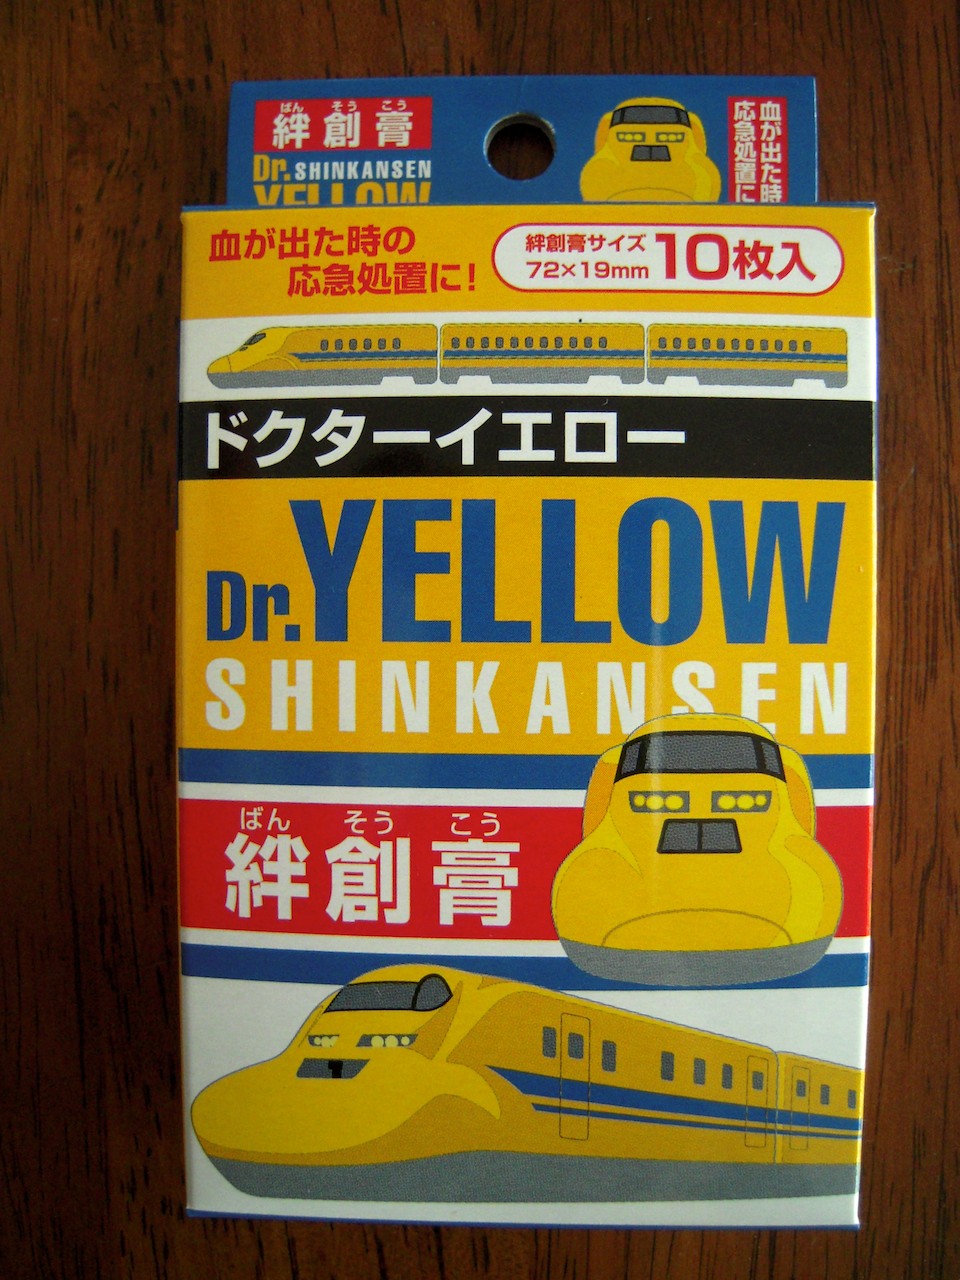 ばん そう こう
絆創膏
Dr. SHINKANSEN
YELLOW
血が出た時
応急処置に
血が出た時の
応急処置に!
絆創膏サイズ
72×19mm
10枚入
ドクターイエロー
Dr.YELLOW
SHINKANSEN
ばん そう こう
絆創膏
1